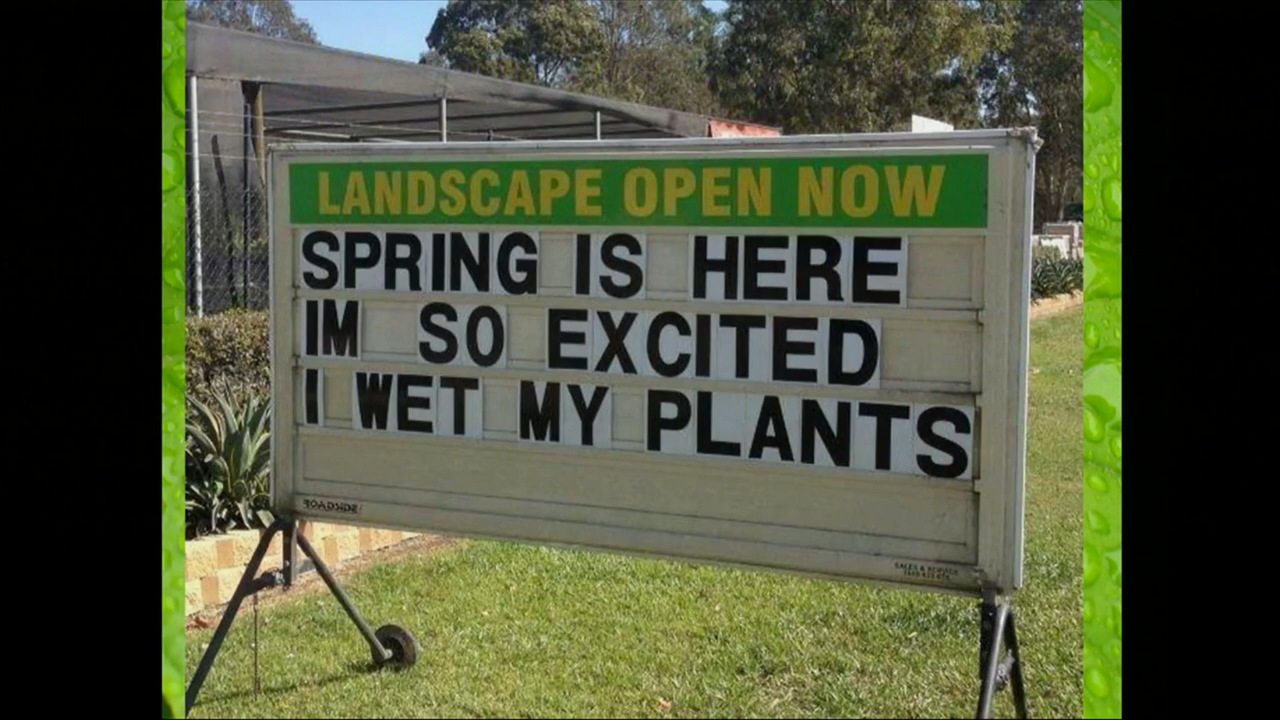 LANDSCAPE OPEN NOW
SPRING IS HERE
IM SO EXCITED
I WET MY PLANTS
ROADSIDE